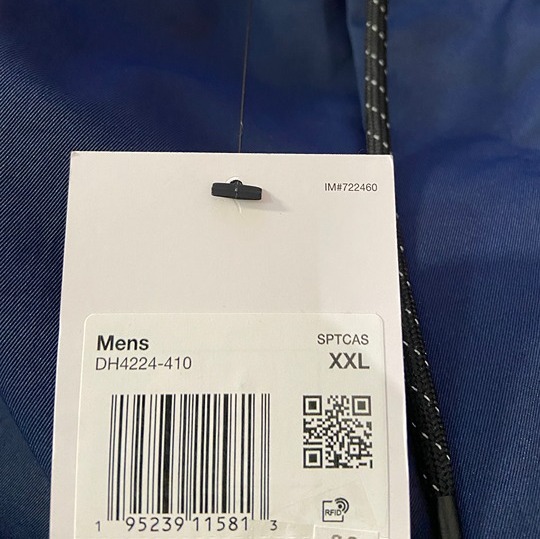 IM#722460
Mens
SPTCAS
DH4224-410
XXL
RFID
1 95239 11581 3